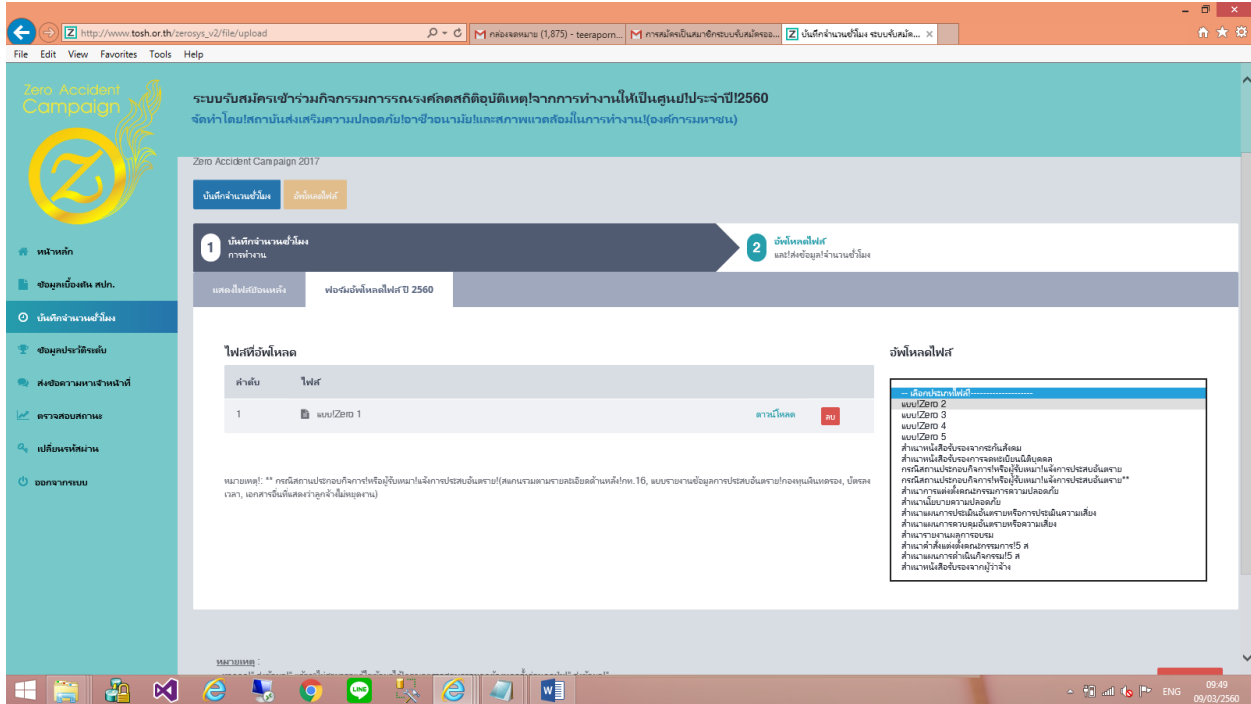 http://www.tosh.or.th/zerosys_v2/file/upload
กล่องจดหมาย (1,875) - teeraporn...
การสมัครเป็นสมาชิกระบบรับสมัครออ...
บันทึกจำนวนชั่วโมง ระบบรับสมัค...
File Edit View Favorites Tools Help
Zero Accident
Campaign
ระบบรับสมัครเข้าร่วมกิจกรรมการรณรงค์ลดสถิติอุบัติเหตุ!จากการทำงานให้เป็นศูนย์!ประจำปี!2560
จัดทำโดย!สถาบันส่งเสริมความปลอดภัย!อาชีวอนามัย!และสภาพแวดล้อมในการทำงาน!(องค์การมหาชน)
Zero Accident Campaign 2017
บันทึกจำนวนชั่วโมง
อัพโหลดไฟล์
1 บันทึกจำนวนชั่วโมง
การทำงาน
2 อัพโหลดไฟล์
และ!ส่งข้อมูล!จำนวนชั่วโมง
แสดงไฟล์ย้อนหลัง
ฟอร์มอัพโหลดไฟล์ ปี 2560
หน้าหลัก
ข้อมูลเบื้องต้น สปก.
บันทึกจำนวนชั่วโมง
ข้อมูลประวัติระดับ
ส่งข้อความหาเจ้าหน้าที่
ตรวจสอบสถานะ
เปลี่ยนรหัสผ่าน
ออกจากระบบ
ไฟล์ที่อัพโหลด
ลำดับ ไฟล์
1 แบบ!Zero 1 ดาวน์โหลด ลบ
หมายเหตุ!: ** กรณีสถานประกอบกิจการ!หรือผู้รับเหมา!แจ้งการประสบอันตราย!(สแกนรวมตามรายละเอียดด้านหลัง!กท.16, แบบรายงานข้อมูลการประสบอันตราย!กองทุนเงินทดแทน, บัตรลง
เวลา, เอกสารอื่นที่แสดงว่าลูกจ้างไม่หยุดงาน)
อัพโหลดไฟล์
-- เลือกประเภทไฟล์!---------------------
แบบ!Zero 2
แบบ!Zero 3
แบบ!Zero 4
แบบ!Zero 5
สำเนาหนังสือรับรองจากประกันสังคม
สำเนาหนังสือรับรองการจดทะเบียนนิติบุคคล
กรณีสถานประกอบกิจการ!หรือผู้รับเหมา!แจ้งการประสบอันตราย
กรณีสถานประกอบกิจการ!หรือผู้รับเหมา!แจ้งการประสบอันตราย**
สำเนาการแต่งตั้งคณะกรรมการความปลอดภัย
สำเนานโยบายความปลอดภัย
สำเนาแผนการประเมินอันตรายหรือการประเมินความเสี่ยง
สำเนาแผนการควบคุมอันตรายหรือความเสี่ยง
สำเนารายงานผลการอบรม
สำเนาคำสั่งแต่งตั้งคณะกรรมการ!5 ส
สำเนาแผนการดำเนินกิจกรรม!5 ส
สำเนาหนังสือรับรองจากผู้ว่าจ้าง
หมายเหตุ :
ENG
09:49
09/03/2560